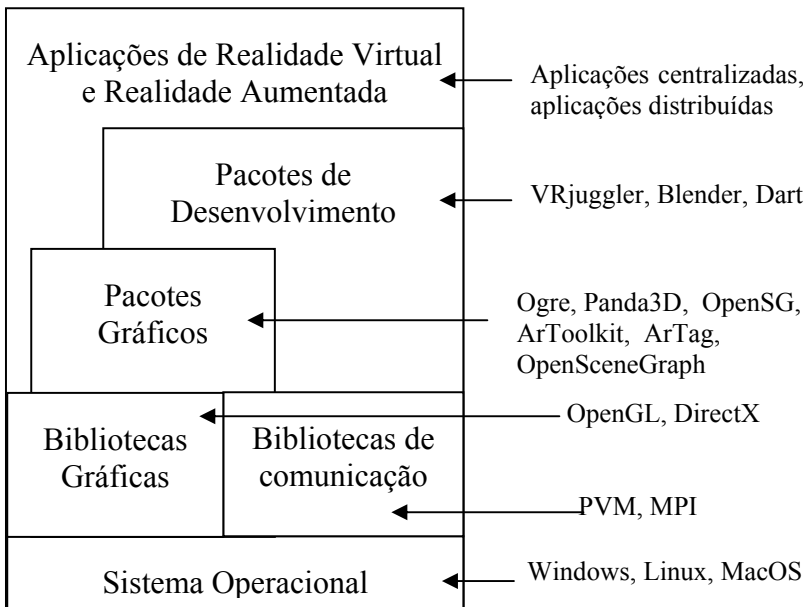 Aplicações de Realidade Virtual
e Realidade Aumentada
Aplicações centralizadas,
aplicações distribuídas
Pacotes de
Desenvolvimento
VRjuggler, Blender, Dart
Pacotes
Gráficos
Ogre, Panda3D, OpenSG,
ArToolkit, ArTag,
OpenSceneGraph
OpenGL, DirectX
Bibliotecas
Gráficas
Bibliotecas de
comunicação
PVM, MPI
Sistema Operacional
Windows, Linux, MacOS